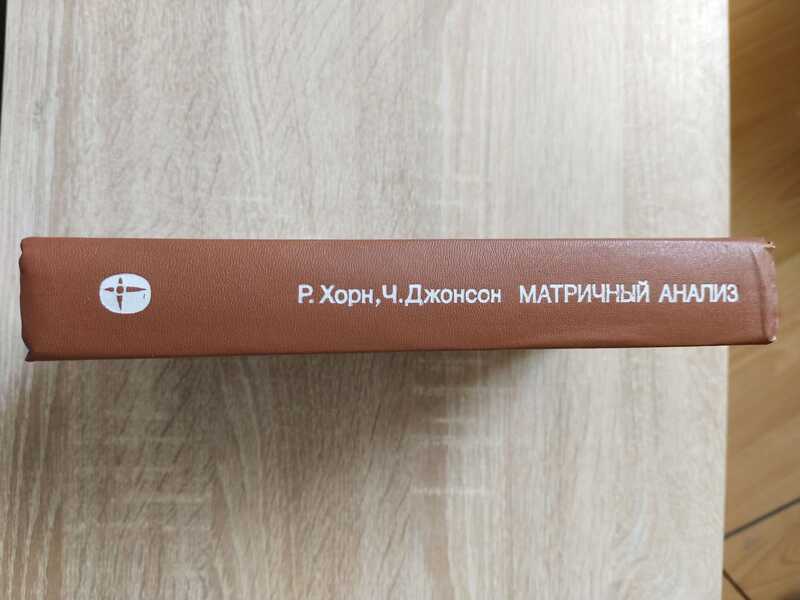 Р. Хорн, Ч. Джонсон МАТРИЧНЫЙ АНАЛИЗ